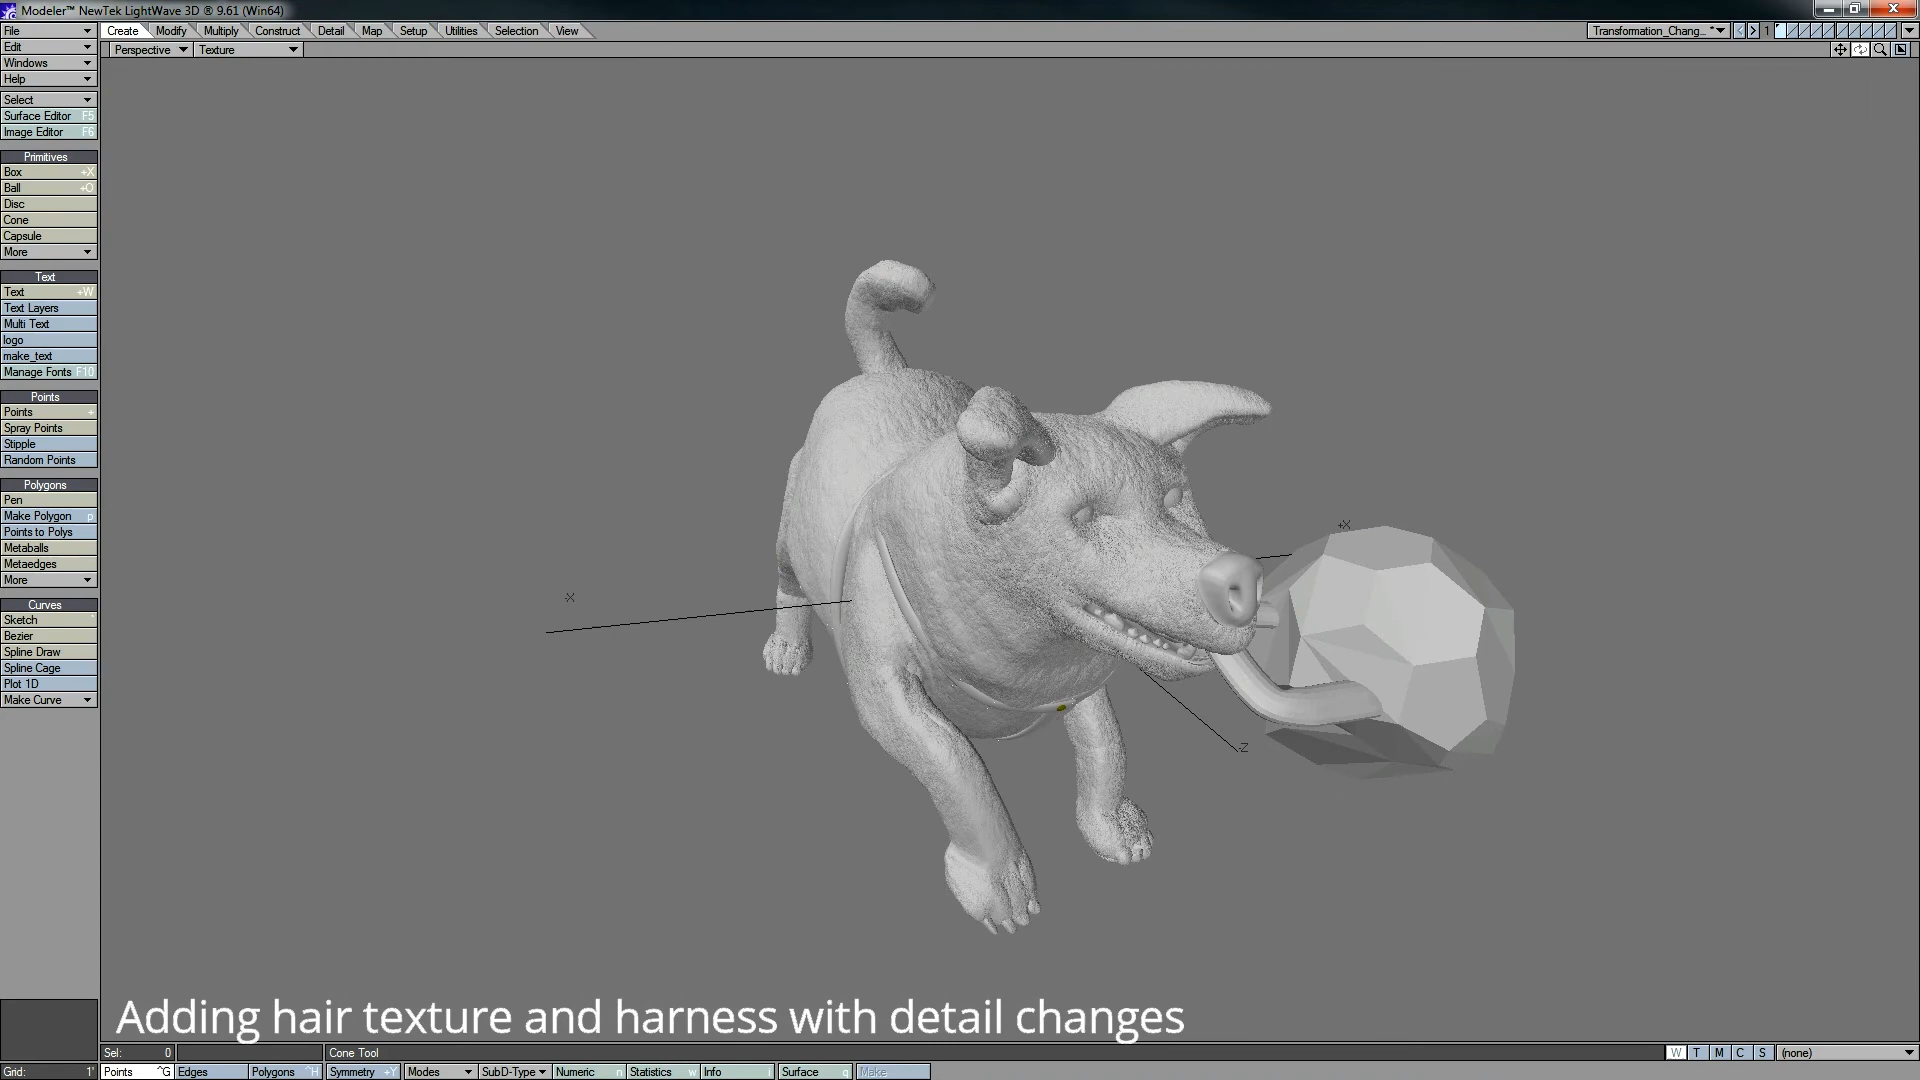 Modeler™ NewTek LightWave 3D ® 9.61 (Win64)
File Create Modify Multiply Construct Detail Map Setup Utilities Selection View Transformation_Chang... * 1
Edit Perspective Texture
Windows
Help
Select
Surface Editor F5
Image Editor F6
Primitives
Box +X
Ball +O
Disc
Cone
Capsule
More
Text
Text +W
Text Layers
Multi Text
logo
make_text
Manage Fonts F10
Points
Points +
Spray Points
Stipple
Random Points
Polygons
Pen
Make Polygon p
Points to Polys
Metaballs
Metaedges
More
Curves
Sketch
Bezier
Spline Draw
Spline Cage
Plot 1D
Make Curve
+X
-X
-Z
Adding hair texture and harness with detail changes
Sel: 0 Cone Tool W T M C S (none)
Grid: 1' Points ^G Edges Polygons ^H Symmetry +Y Modes SubD-Type Numeric n Statistics w Info i Surface q Make